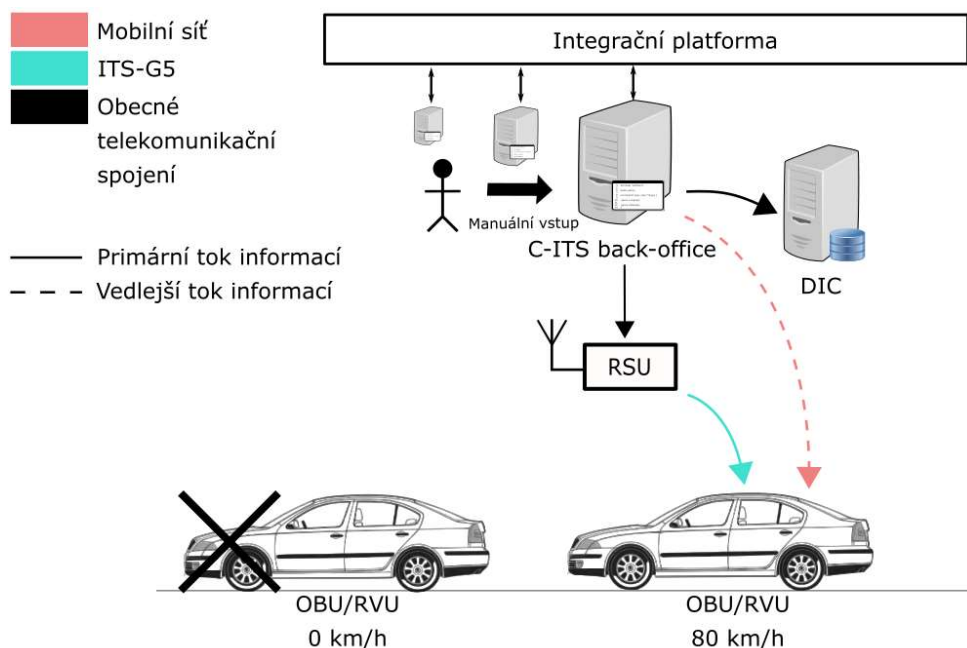 Mobilní síť
ITS-G5
Obecné
telekomunikační
spojení
Primární tok informací
Vedlejší tok informací
Integrační platforma
Manuální vstup
C-ITS back-office
DIC
RSU
OBU/RVU
0 km/h
OBU/RVU
80 km/h